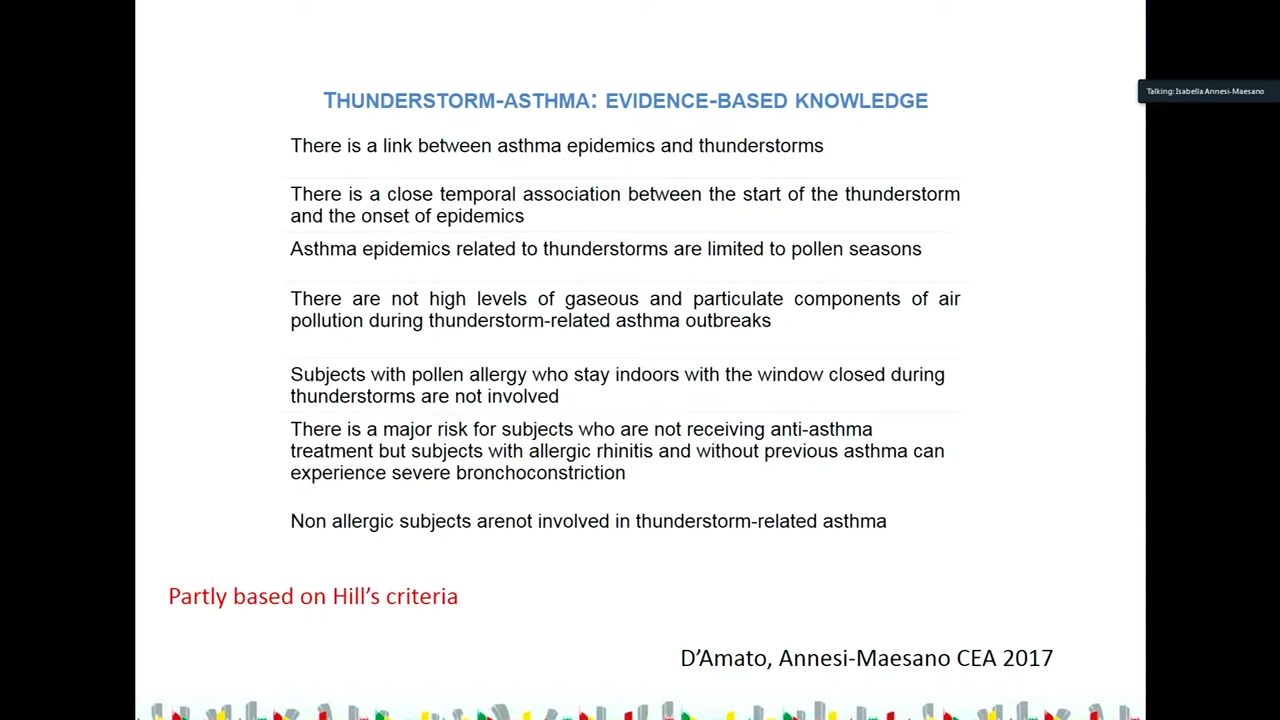 THUNDERSTORM-ASTHMA: EVIDENCE-BASED KNOWLEDGE
Talking: Isabella Annesi-Maesano
There is a link between asthma epidemics and thunderstorms
There is a close temporal association between the start of the thunderstorm
and the onset of epidemics
Asthma epidemics related to thunderstorms are limited to pollen seasons
There are not high levels of gaseous and particulate components of air
pollution during thunderstorm-related asthma outbreaks
Subjects with pollen allergy who stay indoors with the window closed during
thunderstorms are not involved
There is a major risk for subjects who are not receiving anti-asthma
treatment but subjects with allergic rhinitis and without previous asthma can
experience severe bronchoconstriction
Non allergic subjects arenot involved in thunderstorm-related asthma
Partly based on Hill’s criteria
D’Amato, Annesi-Maesano CEA 2017